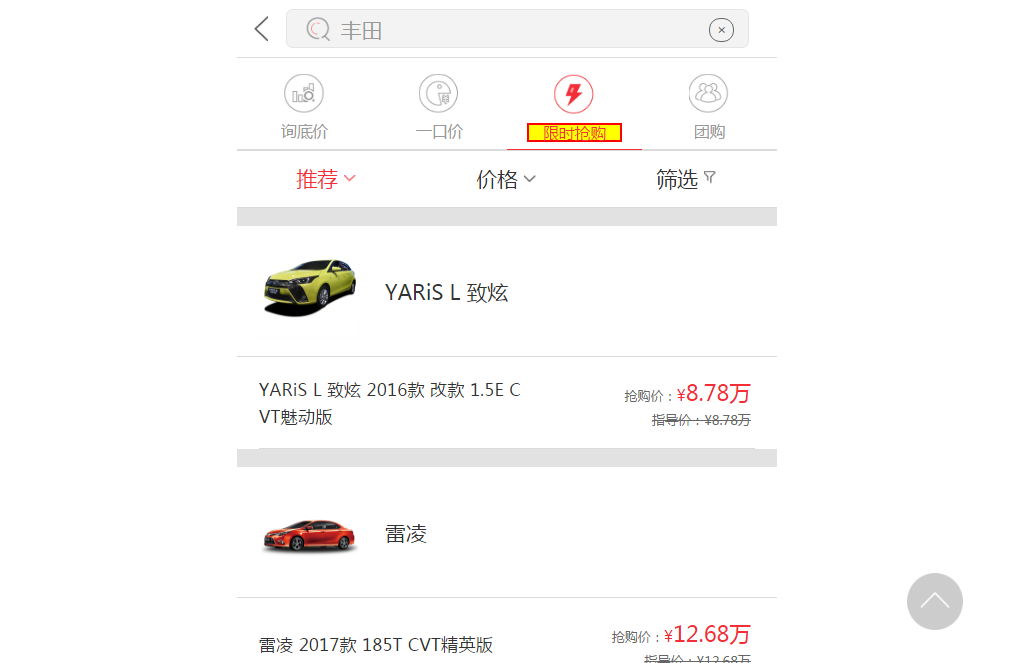 丰田
询底价
一口价
限时抢购
团购
推荐
价格
筛选
YARiS L 致炫
YARiS L 致炫 2016款 改款 1.5E C
VT魅动版
抢购价：¥8.78万
指导价：¥8.78万
雷凌
雷凌 2017款 185T CVT精英版
抢购价：¥12.68万
指导价：¥12.68万